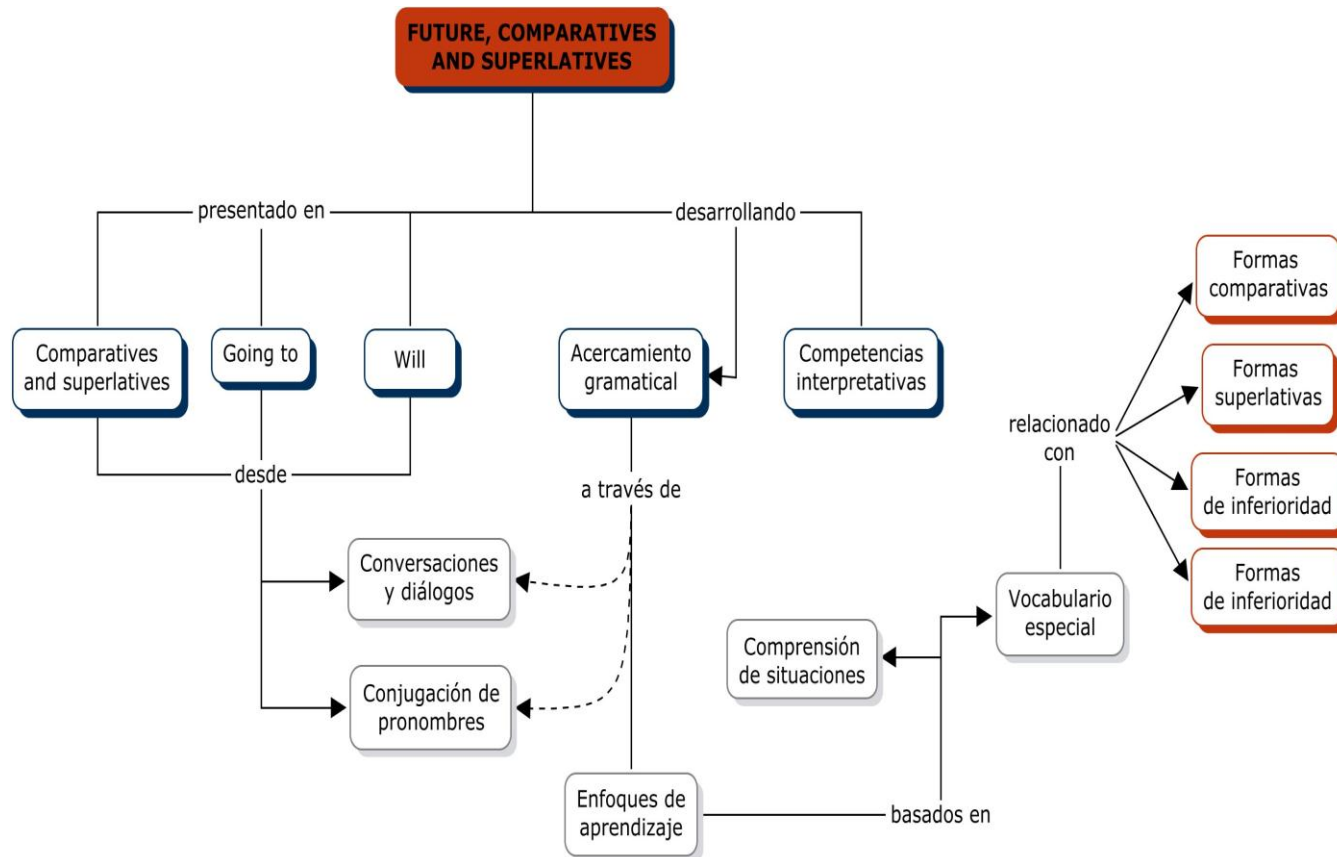 FUTURE, COMPARATIVES
AND SUPERLATIVES
presentado en
desarrollando
Comparatives
and superlatives
Going to
Will
Acercamiento
gramatical
Competencias
interpretativas
Formas
comparativas
Formas
superlativas
relacionado
con
Formas
de inferioridad
Formas
de inferioridad
desde
a través de
Conversaciones
y diálogos
Conjugación de
pronombres
Comprensión
de situaciones
Vocabulario
especial
Enfoques de
aprendizaje
basados en